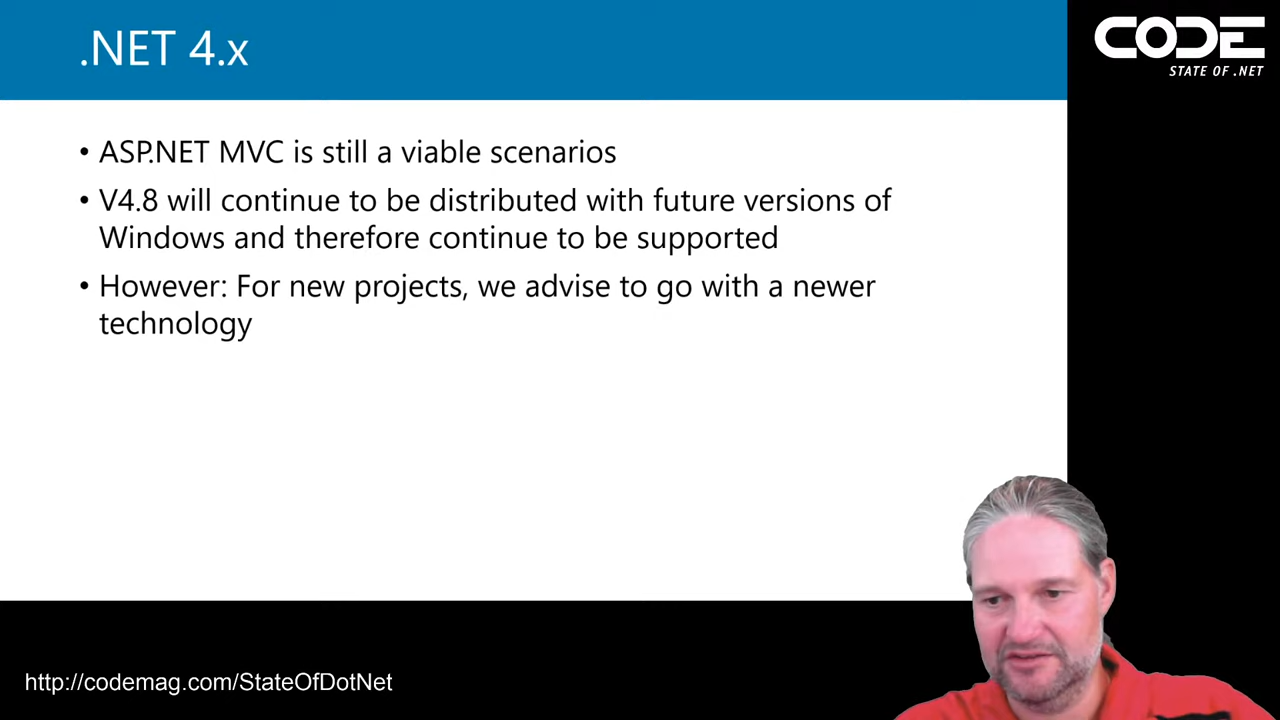 .NET 4.x
CODE
STATE OF .NET
• ASP.NET MVC is still a viable scenarios
• V4.8 will continue to be distributed with future versions of
Windows and therefore continue to be supported
• However: For new projects, we advise to go with a newer
technology
http://codemag.com/StateOfDotNet